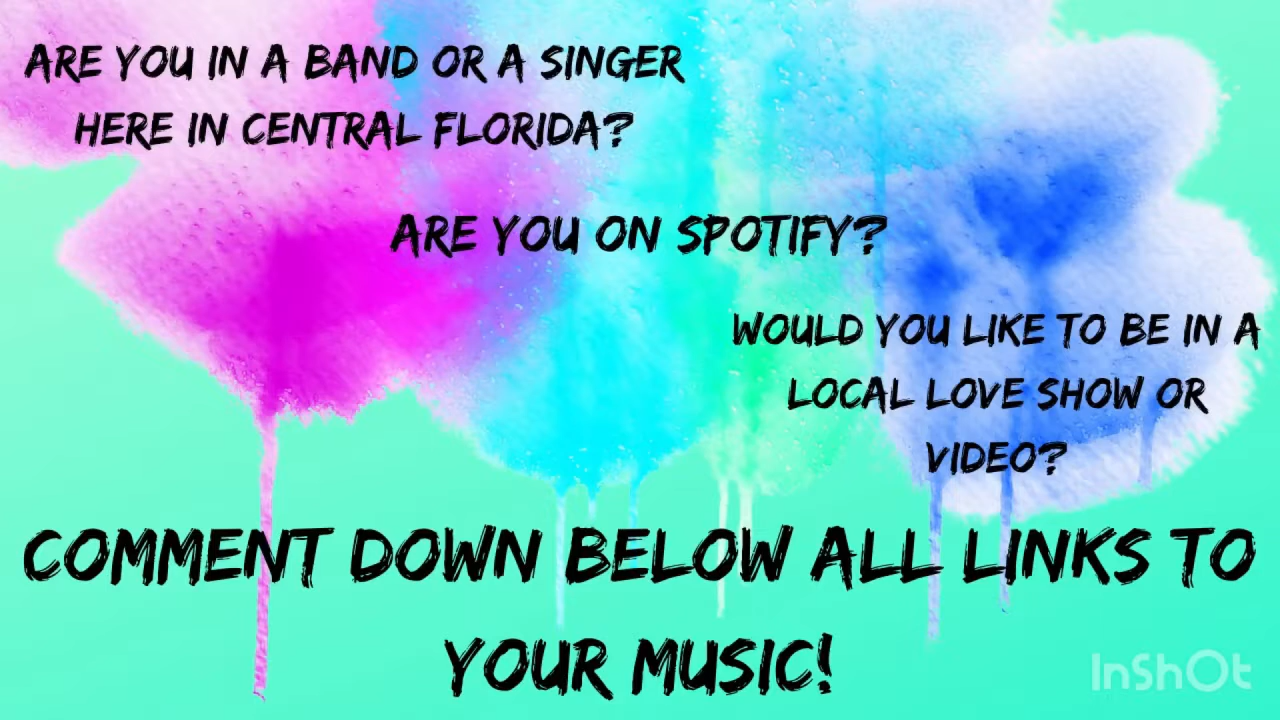 ARE YOU IN A BAND OR A SINGER
HERE IN CENTRAL FLORIDA?
ARE YOU ON SPOTIFY?
WOULD YOU LIKE TO BE IN A
LOCAL LOVE SHOW OR
VIDEO?
COMMENT DOWN BELOW ALL LINKS TO
YOUR MUSIC!
InShOt